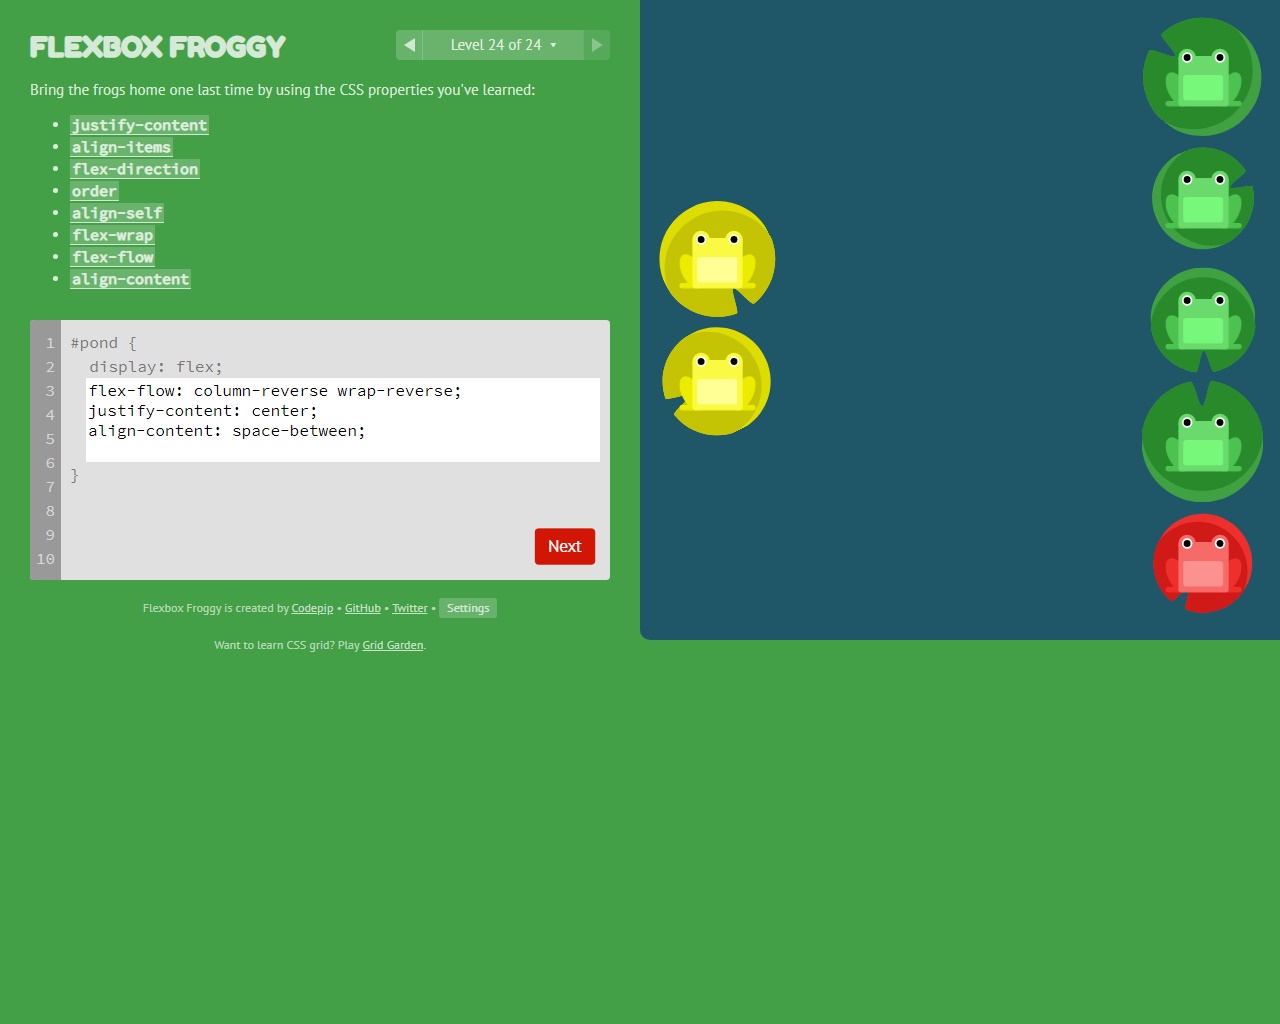 FLEXBOX FROGGY
Level 24 of 24 ▾
Bring the frogs home one last time by using the CSS properties you've learned:
• justify-content
• align-items
• flex-direction
• order
• align-self
• flex-wrap
• flex-flow
• align-content
1 #pond {
2 display: flex;
3 flex-flow: column-reverse wrap-reverse;
4 justify-content: center;
5 align-content: space-between;
6
7 }
8
9
10
Next
Flexbox Froggy is created by Codepip • GitHub • Twitter • Settings
Want to learn CSS grid? Play Grid Garden.